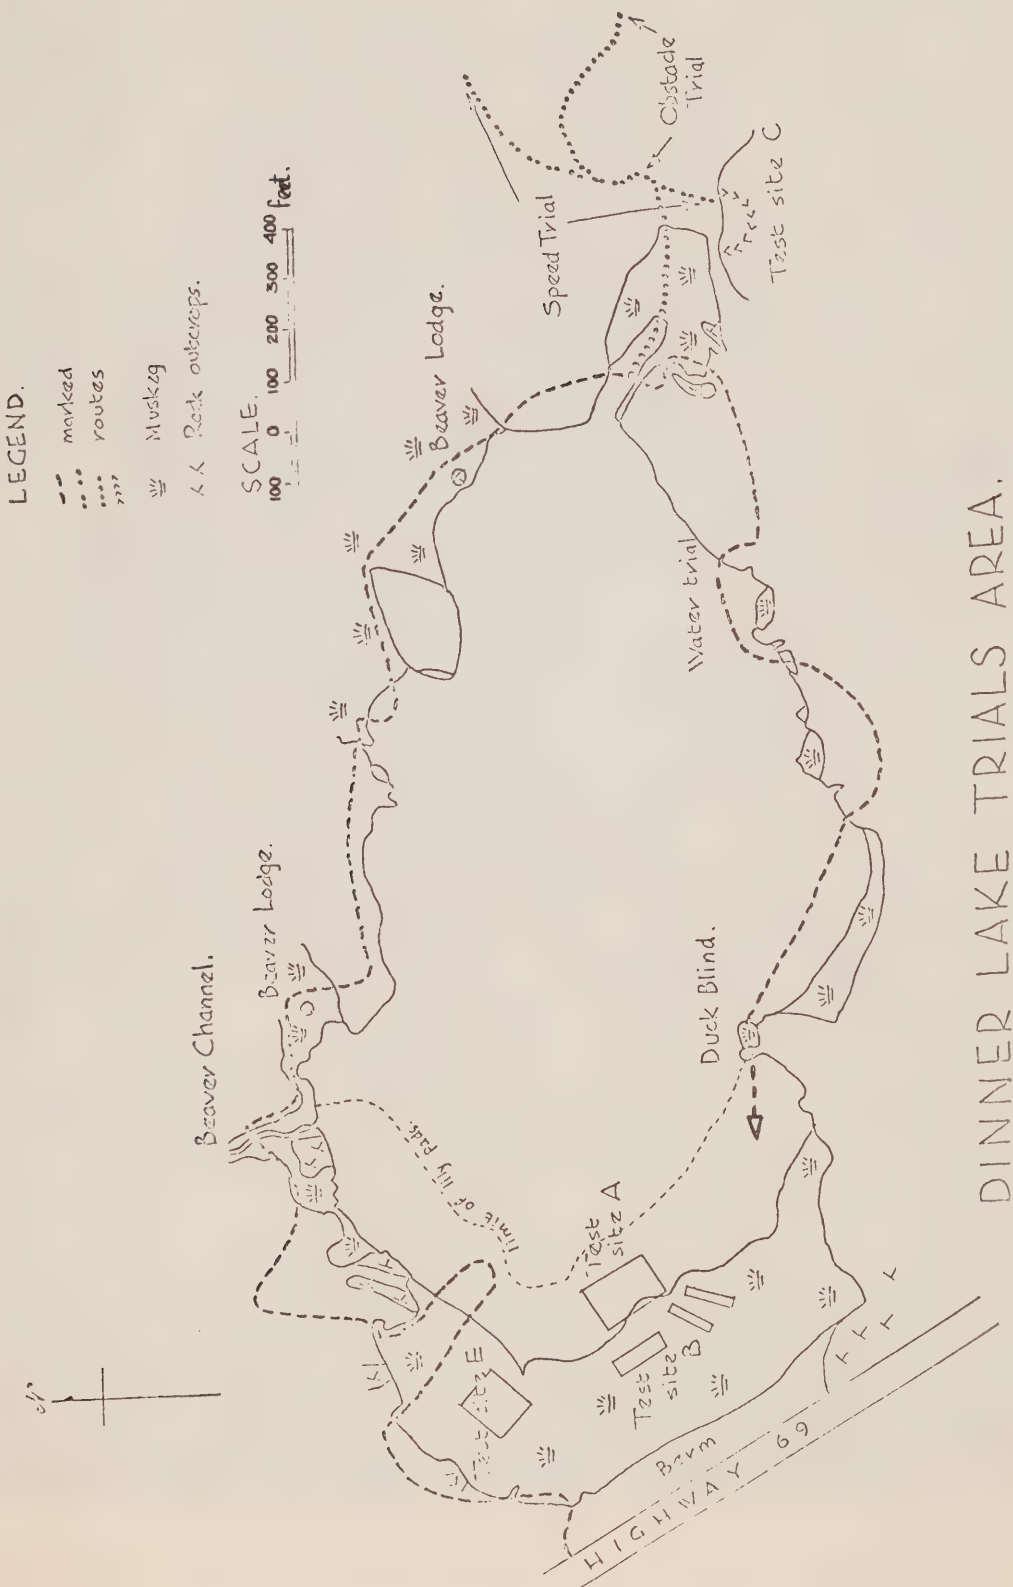 LEGEND.
marked
routes
Muskeg
Rock outcrops.
SCALE.
100 0 100 200 300 400 feet.
N
Beaver Channel.
Beaver Lodge.
Beaver Lodge.
Speed Trial
Obstacle
Trial
Test site C
limit of lily pads.
Test
site A
Test
site
B
Test site E
Water trial
Duck Blind.
Berm
HIGHWAY 69
DINNER LAKE TRIALS AREA.